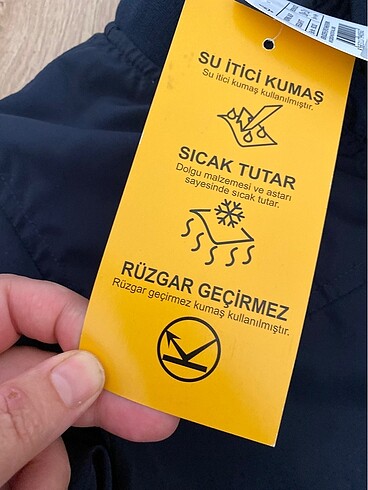 SU İTİCİ KUMAŞ
Su itici kumaş kullanılmıştır.
SICAK TUTAR
Dolgu malzemesi ve astarı
sayesinde sıcak tutar.
RÜZGAR GEÇİRMEZ
Rüzgar geçirmez kumaş kullanılmıştır.